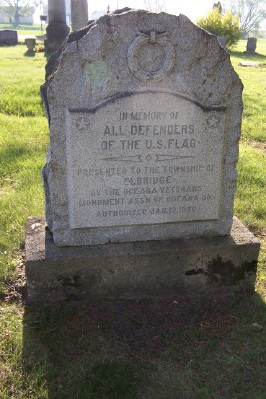 IN MEMORY OF
ALL DEFENDERS
OF THE U.S. FLAG
PRESENTED TO THE TOWNSHIP OF
ELBRIDGE
BY THE OCEANA VETERANS
MONUMENT ASSN OF OCEANA CO.
AUTHORIZED JAN. 12,